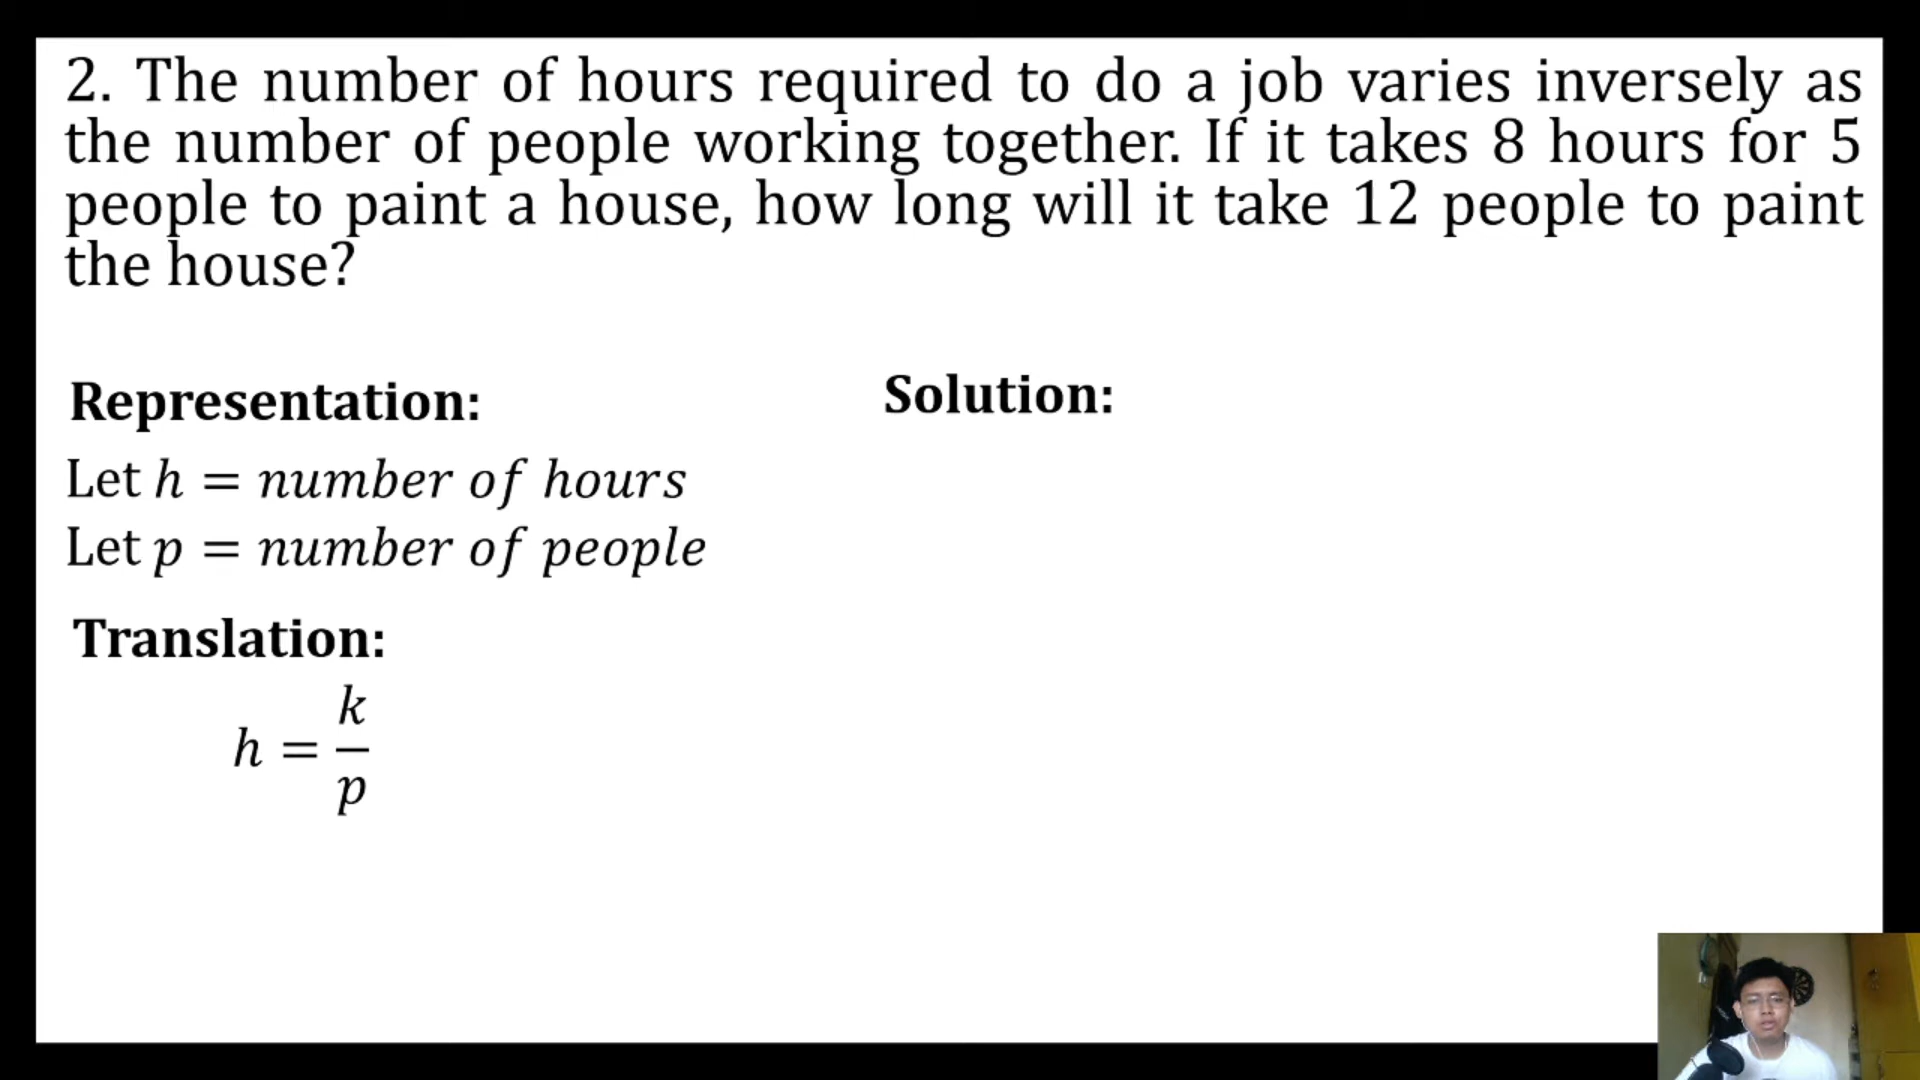 2. The number of hours required to do a job varies inversely as
the number of people working together. If it takes 8 hours for 5
people to paint a house, how long will it take 12 people to paint
the house?
Representation:
Let h = number of hours
Let p = number of people
Translation:
h = k/p
Solution: